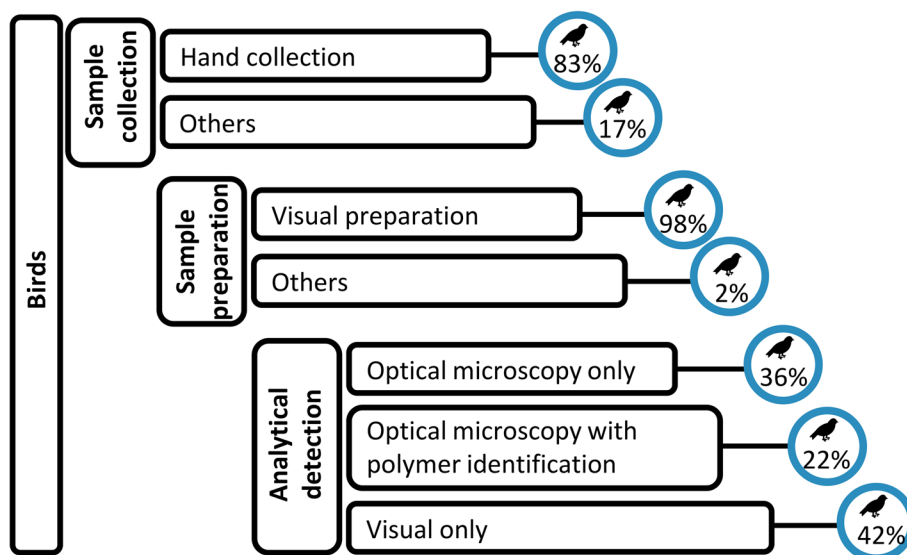 Birds
Sample
collection
Hand collection
83%
Others
17%
Sample
preparation
Visual preparation
98%
Others
2%
Analytical
detection
Optical microscopy only
36%
Optical microscopy with
polymer identification
22%
Visual only
42%